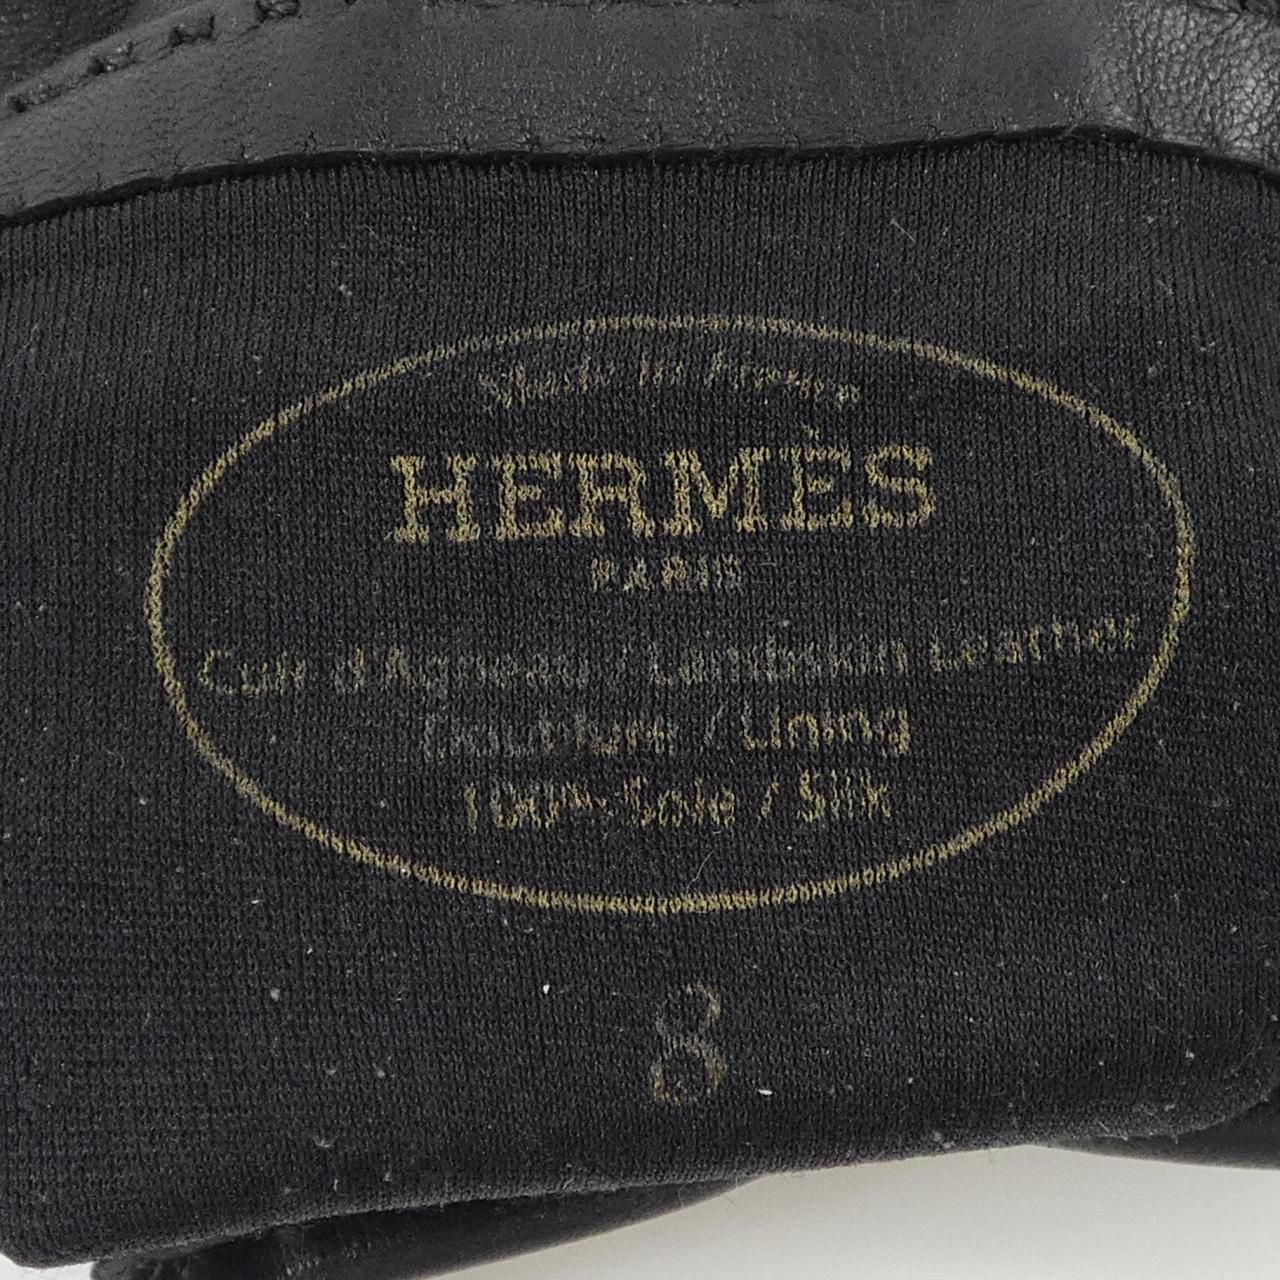 Made in France
HERMÈS
PARIS
Cuir d'Agneau / Lambskin Leather
Doublure / Lining
100% Soie / Silk
8